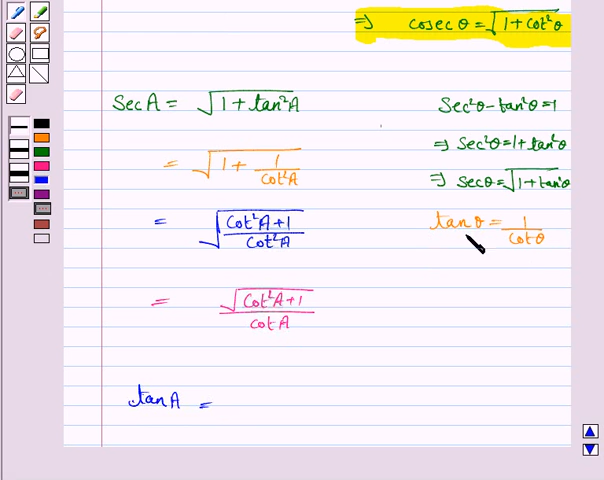 ⇒ cosec θ = √(1 + cot²θ)
Sec A = √(1 + tan²A)
= √(1 + 1/cot²A)
= √((cot²A + 1)/cot²A)
= √(cot²A + 1)/cot A
tan A =
Sec²θ – tan²θ = 1
⇒ Sec²θ = 1 + tan²θ
⇒ Secθ = √(1 + tan²θ)
tan θ = 1/cot θ